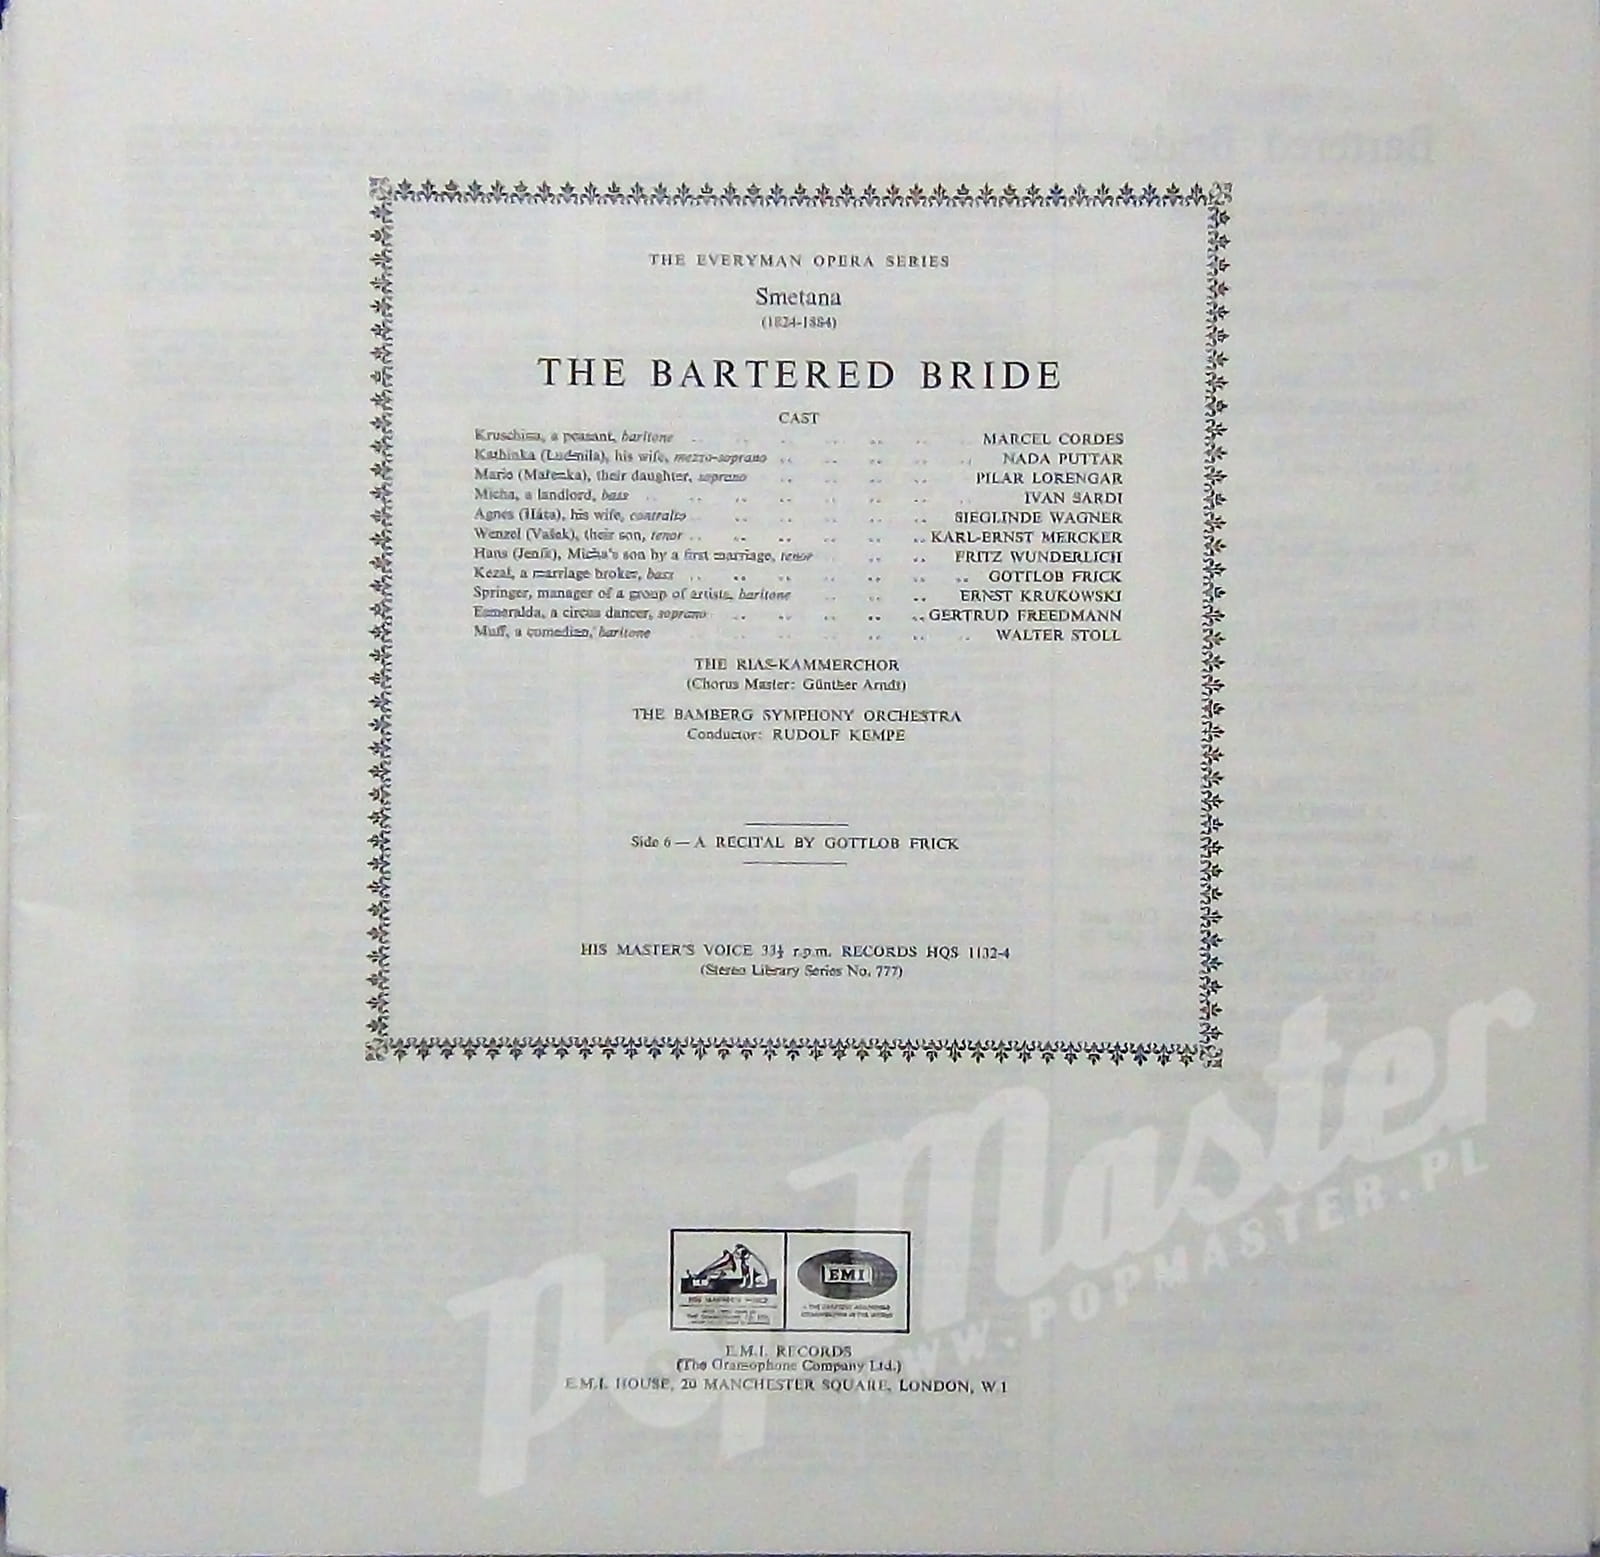 THE EVERYMAN OPERA SERIES
Smetana
(1824-1884)
THE BARTERED BRIDE
CAST
Kruschina, a peasant, baritone .. .. .. .. .. .. MARCEL CORDES
Kathinka (Ludmila), his wife, mezzo-soprano .. .. .. .. NADA PUTTAR
Marie (Mařenka), their daughter, soprano .. .. .. .. PILAR LORENGAR
Micha, a landlord, bass .. .. .. .. .. .. IVAN SARDI
Agnes (Háta), his wife, contralto .. .. .. .. .. SIEGLINDE WAGNER
Wenzel (Vašek), their son, tenor .. .. .. .. .. .. KARL-ERNST MERCKER
Hans (Jeník), Micha's son by a first marriage, tenor .. .. .. FRITZ WUNDERLICH
Kezal, a marriage broker, bass .. .. .. .. .. .. .. GOTTLOB FRICK
Springer, manager of a group of artists, baritone .. .. .. ERNST KRUKOWSKI
Esmeralda, a circus dancer, soprano .. .. .. .. .. GERTRUD FREEDMANN
Muff, a comedian, baritone .. .. .. .. .. .. WALTER STOLL
THE RIAS-KAMMERCHOR
(Chorus Master: Günther Arndt)
THE BAMBERG SYMPHONY ORCHESTRA
Conductor: RUDOLF KEMPE
Side 6 — A RECITAL BY GOTTLOB FRICK
HIS MASTER'S VOICE 33⅓ r.p.m. RECORDS HQS 1132-4
(Stereo Library Series No. 777)
HIS MASTER'S VOICE
EMI
E.M.I. RECORDS
(The Gramophone Company Ltd.)
E.M.I. HOUSE, 20 MANCHESTER SQUARE, LONDON, W.1
Pop Master
WWW.POPMASTER.PL